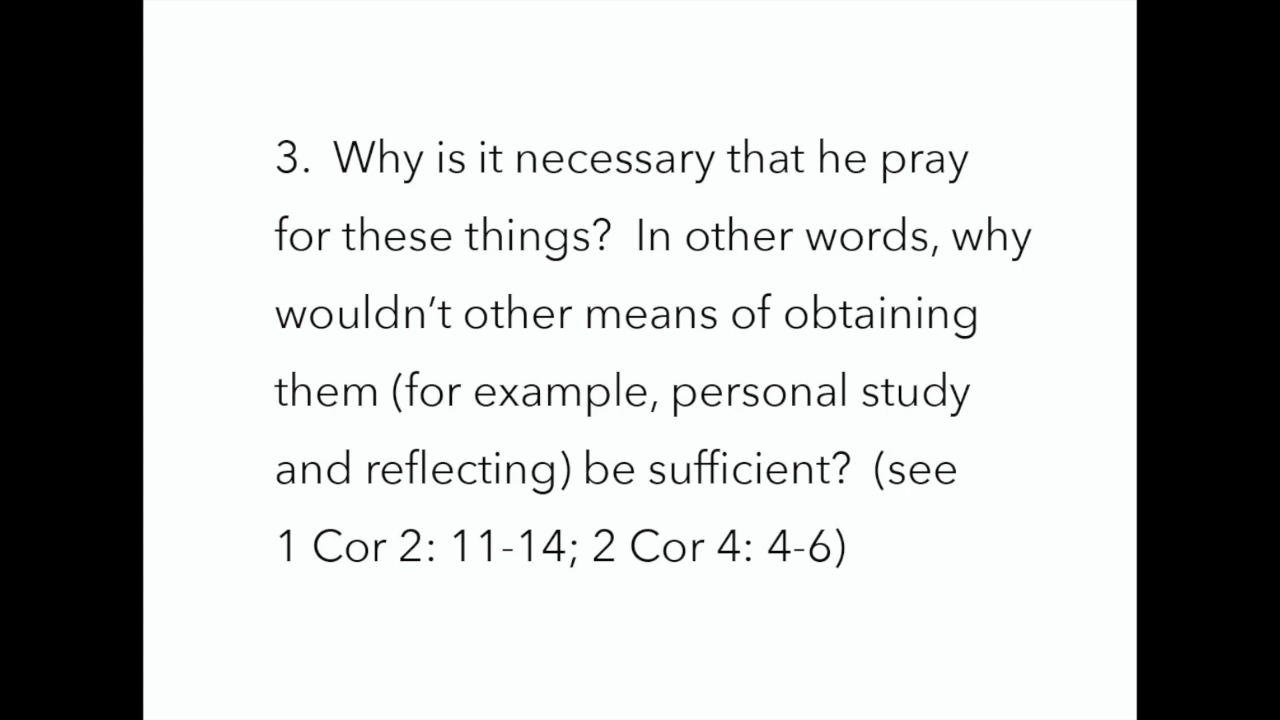 3.  Why is it necessary that he pray
for these things?  In other words, why
wouldn’t other means of obtaining
them (for example, personal study
and reflecting) be sufficient?  (see
1 Cor 2: 11-14; 2 Cor 4: 4-6)